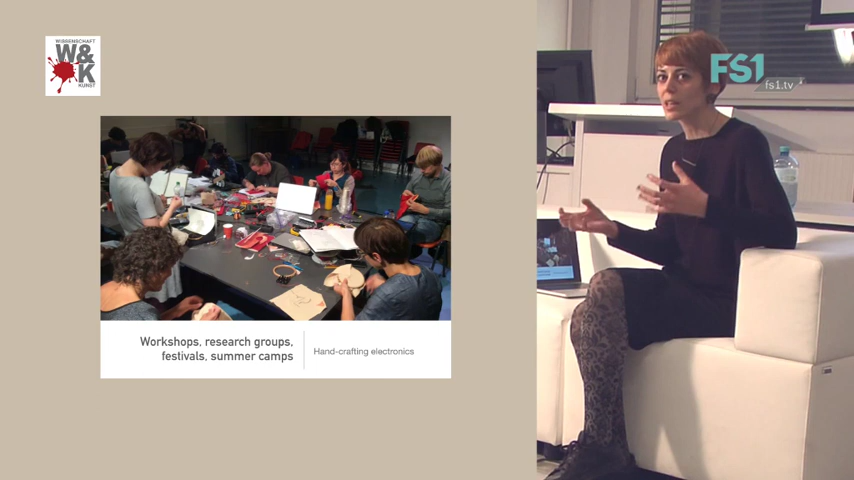 WISSENSCHAFT
W&
K
KUNST
FS1
fs1.tv
Workshops, research groups,
festivals, summer camps
Hand-crafting electronics